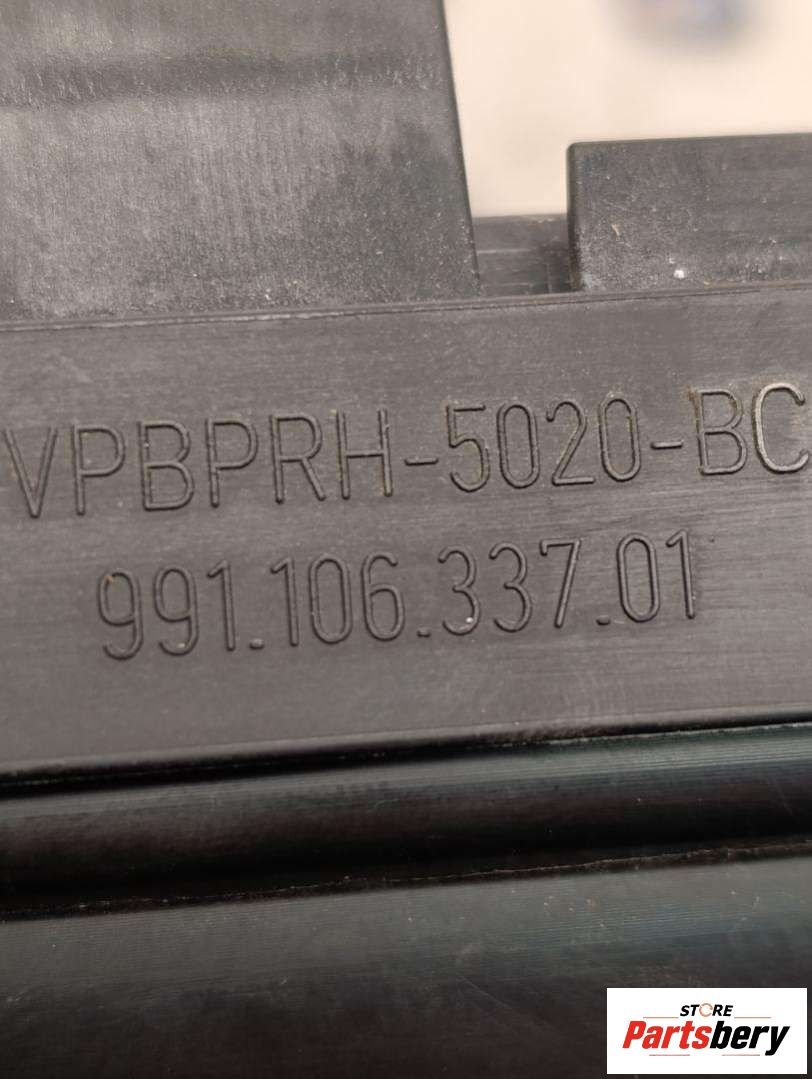 VPBPRH-5020-BC
991.106.337.01
STORE
Partsbery